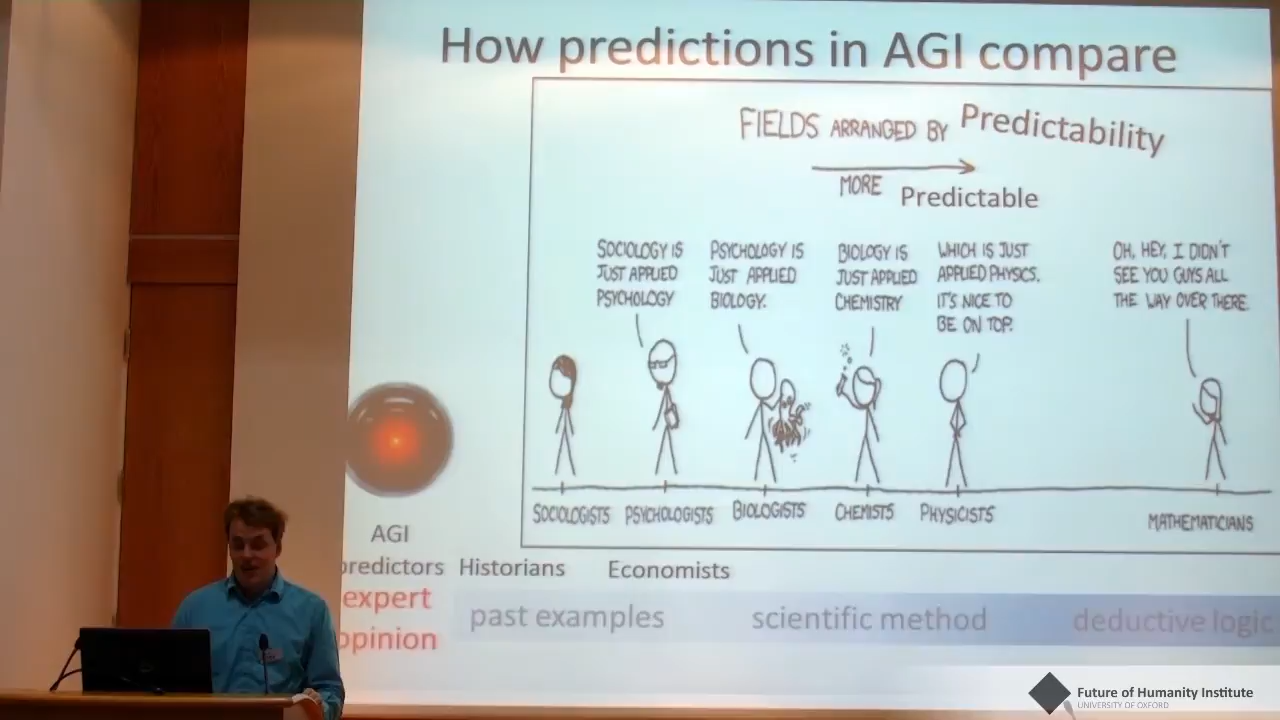 How predictions in AGI compare
FIELDS ARRANGED BY Predictability
MORE Predictable
SOCIOLOGY IS
JUST APPLIED
PSYCHOLOGY
PSYCHOLOGY IS
JUST APPLIED
BIOLOGY.
BIOLOGY IS
JUST APPLIED
CHEMISTRY
WHICH IS JUST
APPLIED PHYSICS.
IT'S NICE TO
BE ON TOP.
OH, HEY, I DIDN'T
SEE YOU GUYS ALL
THE WAY OVER THERE.
SOCIOLOGISTS PSYCHOLOGISTS BIOLOGISTS CHEMISTS PHYSICISTS MATHEMATICIANS
AGI
predictors Historians Economists
expert
opinion
past examples scientific method deductive logic
Future of Humanity Institute
UNIVERSITY OF OXFORD